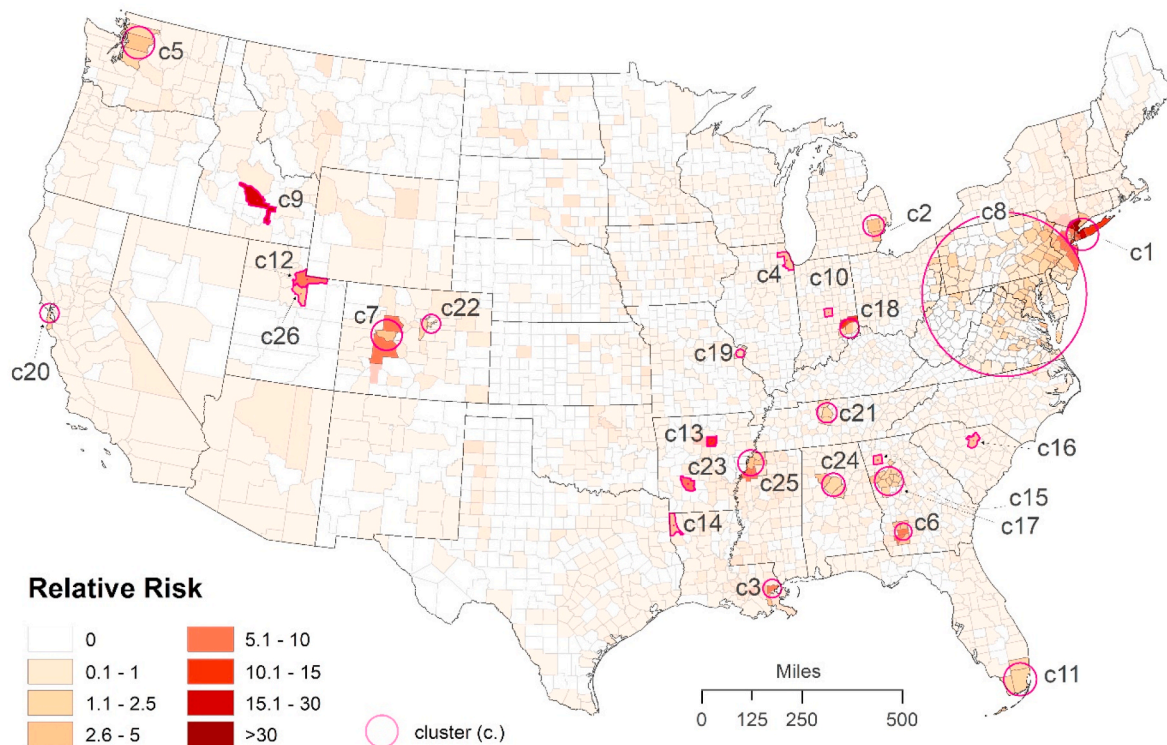 c5
c9
c2
c8
c1
c12
c4
c10
c26
c7
c22
c18
c20
c19
c21
c13
c16
c23
c24
c25
c15
c14
c17
c6
c3
c11
Relative Risk
0
5.1 - 10
0.1 - 1
10.1 - 15
1.1 - 2.5
15.1 - 30
2.6 - 5
>30
cluster (c.)
Miles
0 125 250 500